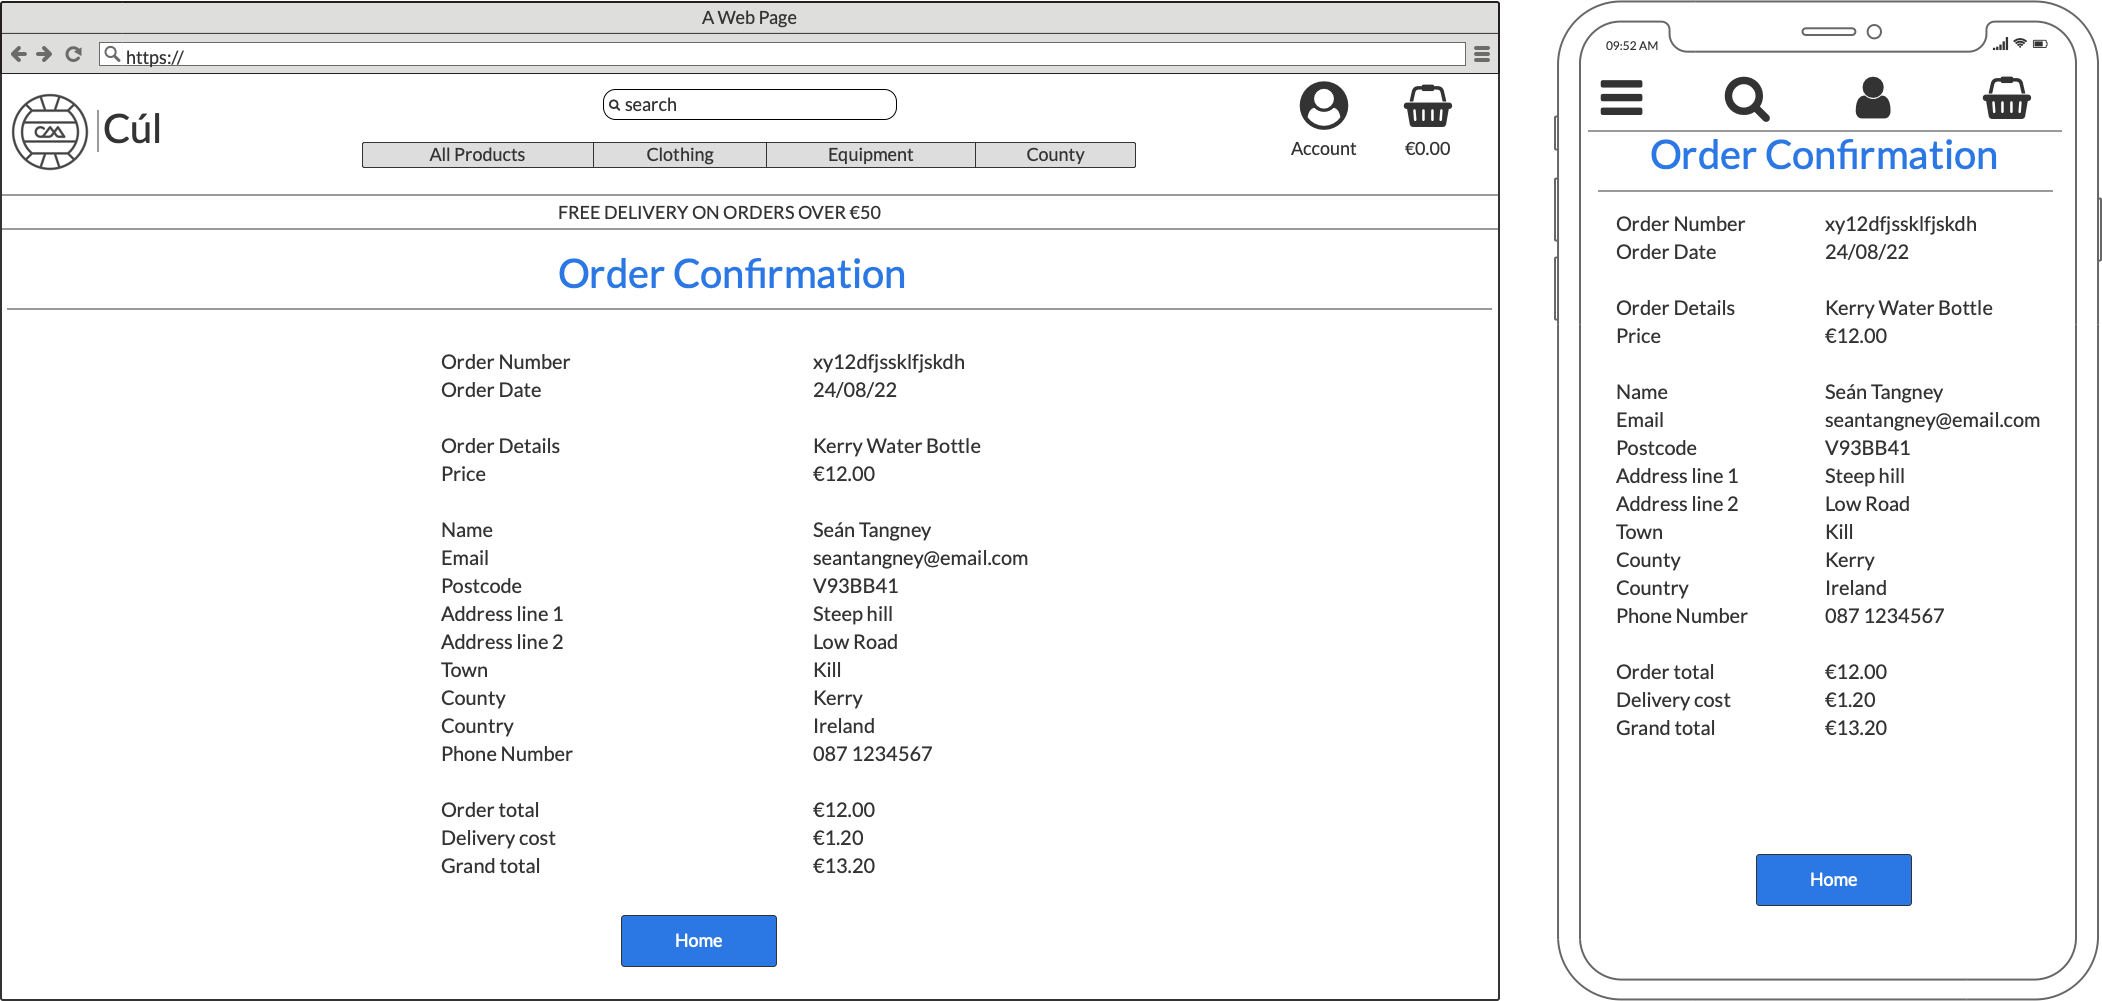 A Web Page
https://
Cúl
search
All Products Clothing Equipment County
Account
€0.00
FREE DELIVERY ON ORDERS OVER €50
Order Confirmation
Order Number xy12dfjssklfjskdh
Order Date 24/08/22
Order Details Kerry Water Bottle
Price €12.00
Name Seán Tangney
Email seantangney@email.com
Postcode V93BB41
Address line 1 Steep hill
Address line 2 Low Road
Town Kill
County Kerry
Country Ireland
Phone Number 087 1234567
Order total €12.00
Delivery cost €1.20
Grand total €13.20
Home
09:52 AM
Order Confirmation
Order Number xy12dfjssklfjskdh
Order Date 24/08/22
Order Details Kerry Water Bottle
Price €12.00
Name Seán Tangney
Email seantangney@email.com
Postcode V93BB41
Address line 1 Steep hill
Address line 2 Low Road
Town Kill
County Kerry
Country Ireland
Phone Number 087 1234567
Order total €12.00
Delivery cost €1.20
Grand total €13.20
Home